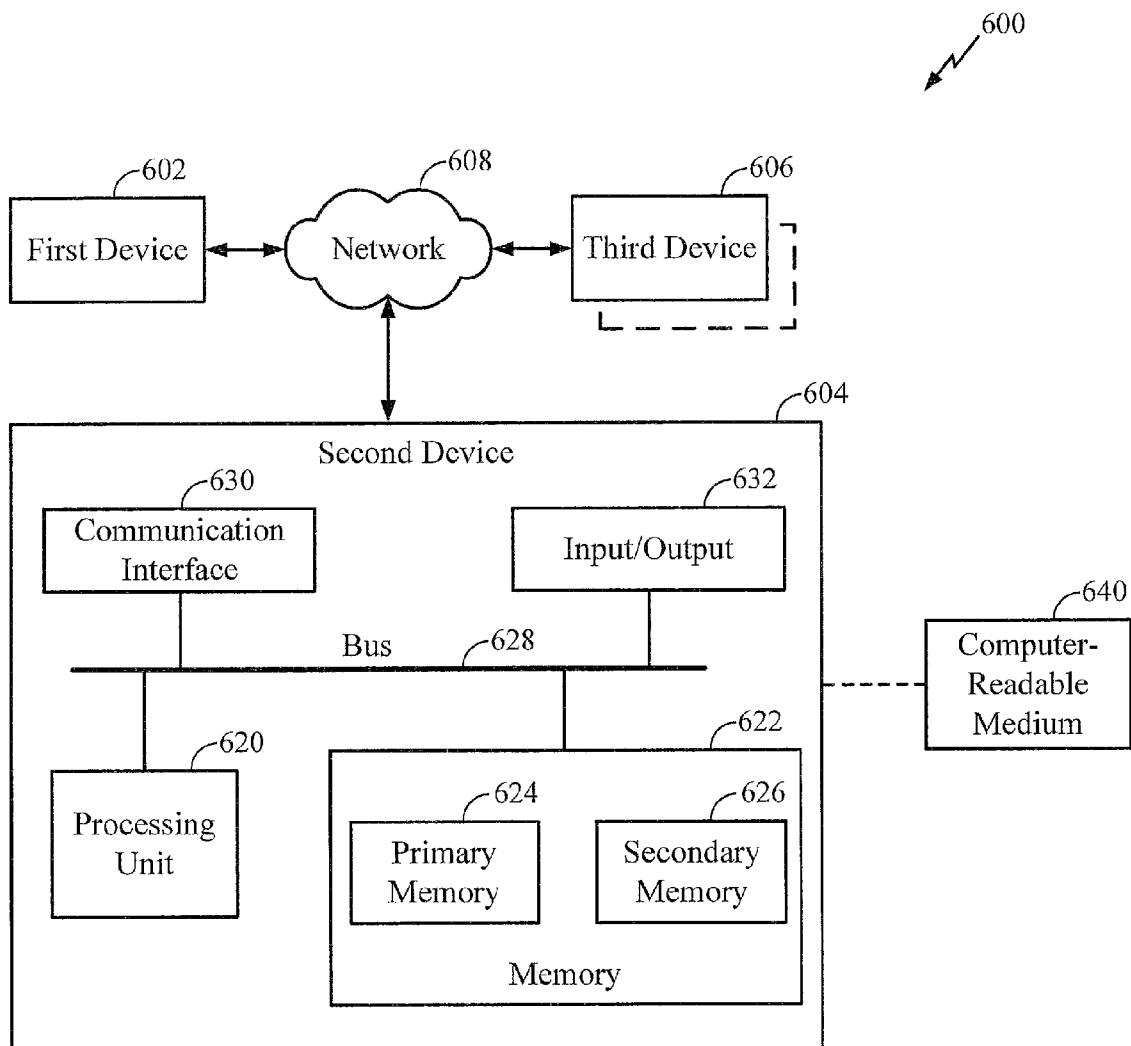 600
602
608
606
First Device
Network
Third Device
604
Second Device
630
632
Communication
Interface
Input/Output
640
Bus
628
Computer-
Readable
Medium
622
620
624
626
Processing
Unit
Primary
Memory
Secondary
Memory
Memory